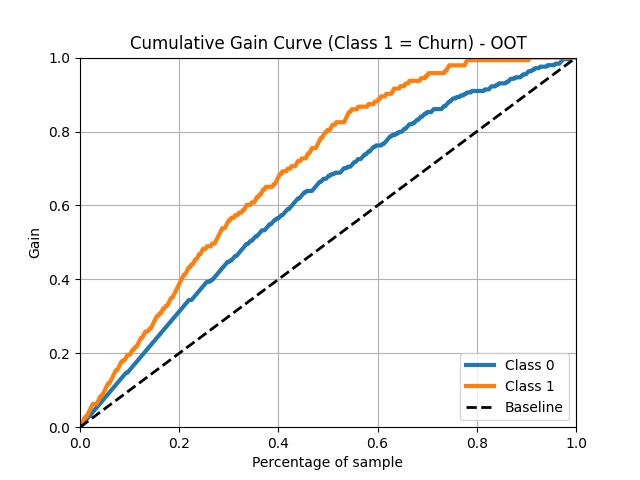 Cumulative Gain Curve (Class 1 = Churn) - OOT
1.0
0.8
0.6
0.4
0.2
0.0
Gain
0.0 0.2 0.4 0.6 0.8 1.0
Percentage of sample
Class 0
Class 1
Baseline